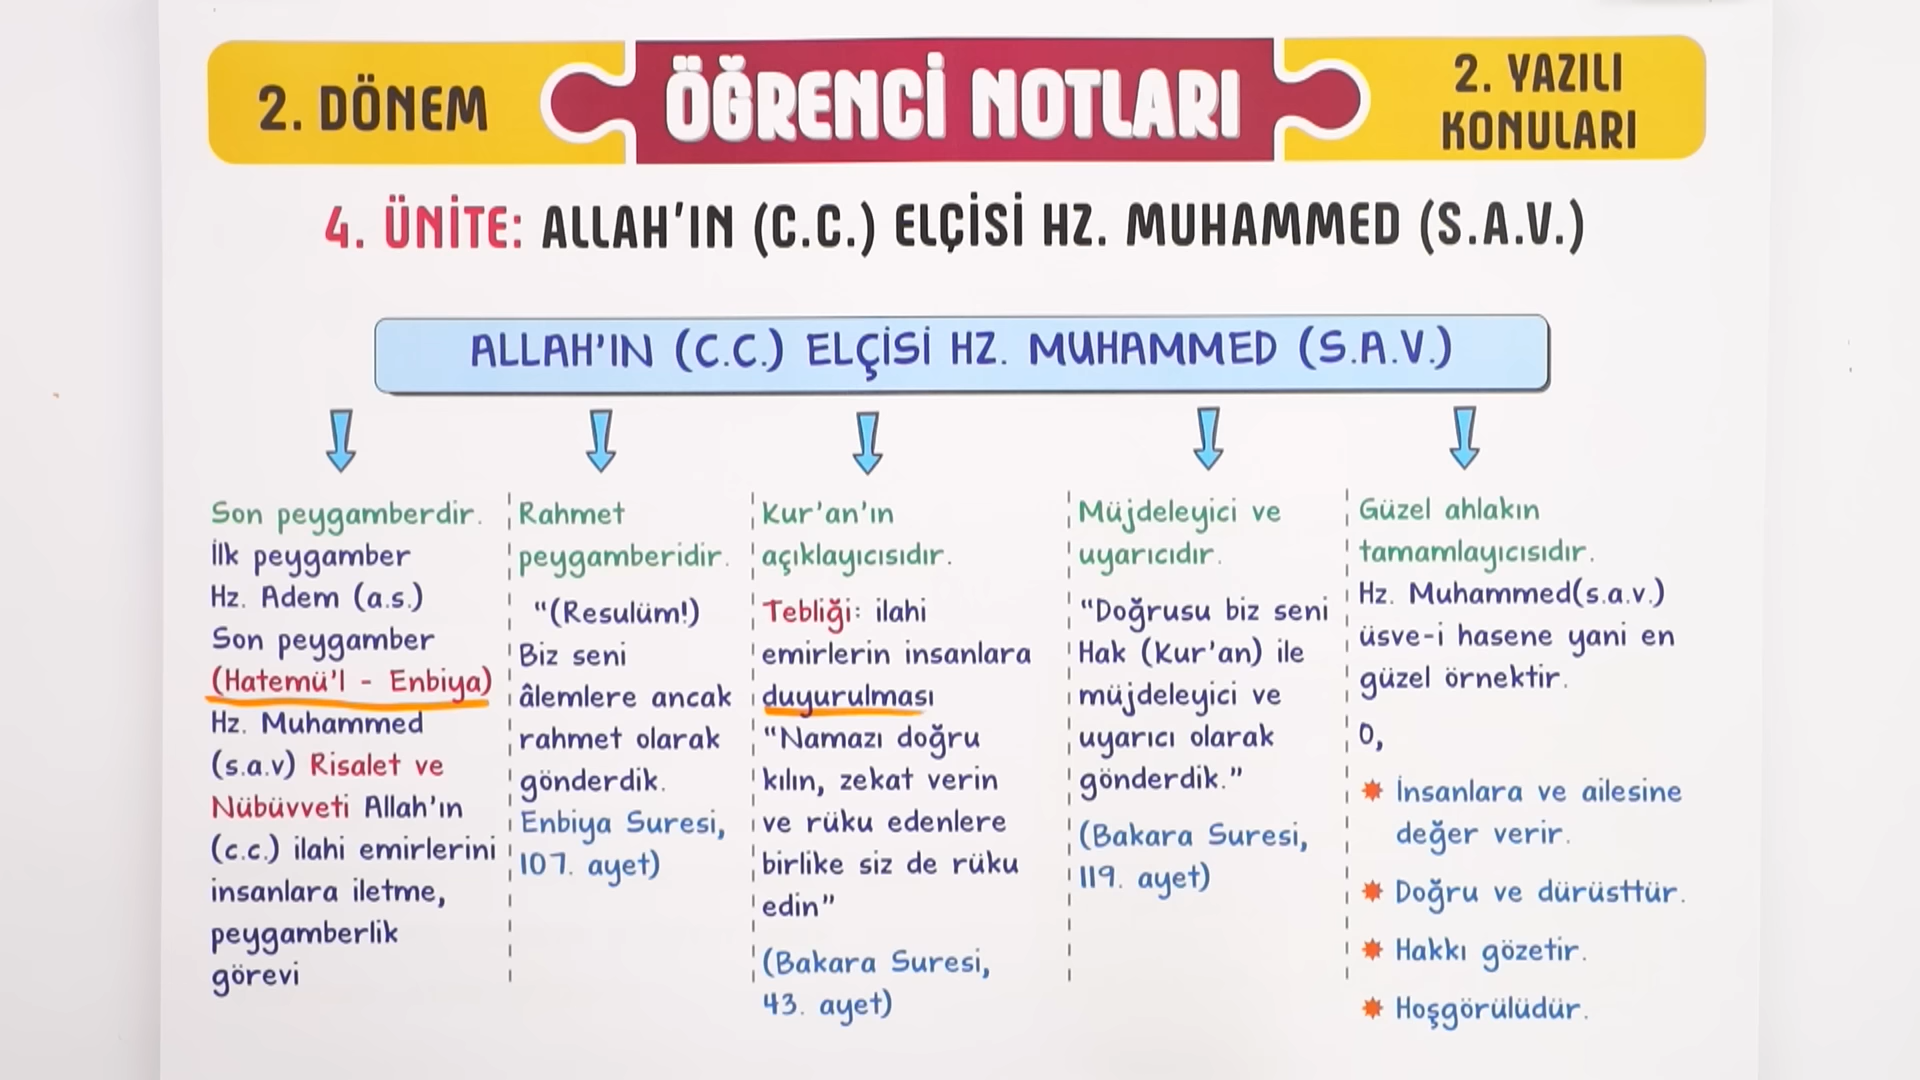 2. DÖNEM
ÖĞRENCİ NOTLARI
2. YAZILI
KONULARI
4. ÜNİTE: ALLAH'IN (C.C.) ELÇİSİ HZ. MUHAMMED (S.A.V.)
ALLAH'IN (C.C.) ELÇİSİ HZ. MUHAMMED (S.A.V.)
Son peygamberdir.
İlk peygamber
Hz. Adem (a.s.)
Son peygamber
(Hatemü'l - Enbiya)
Hz. Muhammed
(s.a.v) Risalet ve
Nübüvveti Allah'ın
(c.c.) ilahi emirlerini
insanlara iletme,
peygamberlik
görevi
Rahmet
peygamberidir.
"(Resulüm!)
Biz seni
âlemlere ancak
rahmet olarak
gönderdik.
Enbiya Suresi,
107. ayet)
Kur'an'ın
açıklayıcısıdır.
Tebliği: ilahi
emirlerin insanlara
duyurulması
"Namazı doğru
kılın, zekat verin
ve rüku edenlere
birlike siz de rüku
edin"
(Bakara Suresi,
43. ayet)
Müjdeleyici ve
uyarıcıdır.
"Doğrusu biz seni
Hak (Kur'an) ile
müjdeleyici ve
uyarıcı olarak
gönderdik."
(Bakara Suresi,
119. ayet)
Güzel ahlakın
tamamlayıcısıdır.
Hz. Muhammed(s.a.v.)
üsve-i hasene yani en
güzel örnektir.
O,
İnsanlara ve ailesine
değer verir.
Doğru ve dürüsttür.
Hakkı gözetir.
Hoşgörülüdür.